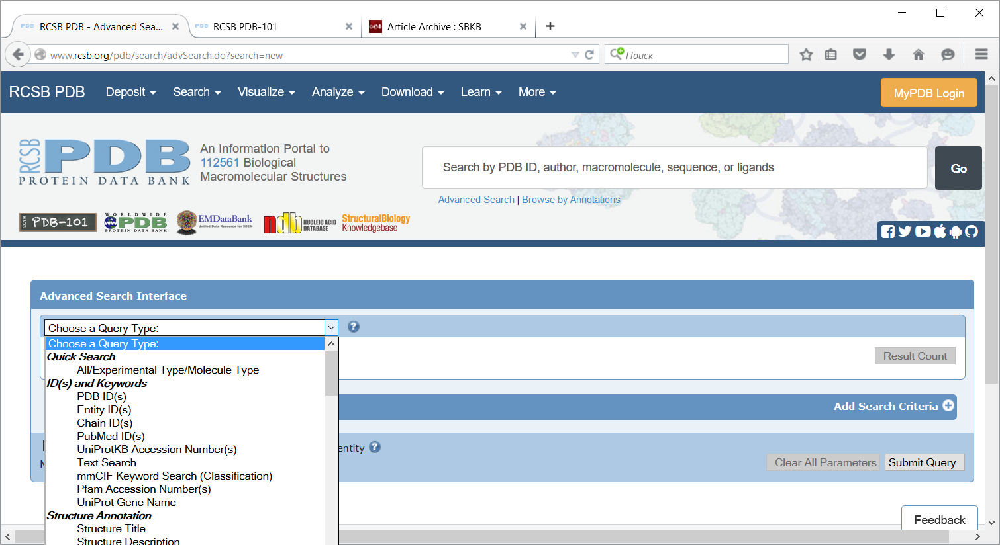 RCSB PDB - Advanced Sea...
RCSB PDB-101
Article Archive : SBKB
www.rcsb.org/pdb/search/advSearch.do?search=new
Поиск
RCSB PDB
Deposit
Search
Visualize
Analyze
Download
Learn
More
MyPDB Login
RCSB PDB
PROTEIN DATA BANK
An Information Portal to
112561 Biological
Macromolecular Structures
Search by PDB ID, author, macromolecule, sequence, or ligands
Go
Advanced Search | Browse by Annotations
RCSB PDB-101
WORLDWIDE
PDB
PROTEIN DATA BANK
EMDataBank
Unified Data Resource for 3DEM
ndb NUCLEIC ACID
DATABASE
StructuralBiology
Knowledgebase
Advanced Search Interface
Choose a Query Type:
Choose a Query Type:
Quick Search
All/Experimental Type/Molecule Type
Result Count
ID(s) and Keywords
PDB ID(s)
Entity ID(s)
Add Search Criteria
Chain ID(s)
PubMed ID(s)
UniProtKB Accession Number(s)
entity
Text Search
Clear All Parameters
Submit Query
mmCIF Keyword Search (Classification)
Pfam Accession Number(s)
UniProt Gene Name
Structure Annotation
Structure Title
Structure Description
Feedback